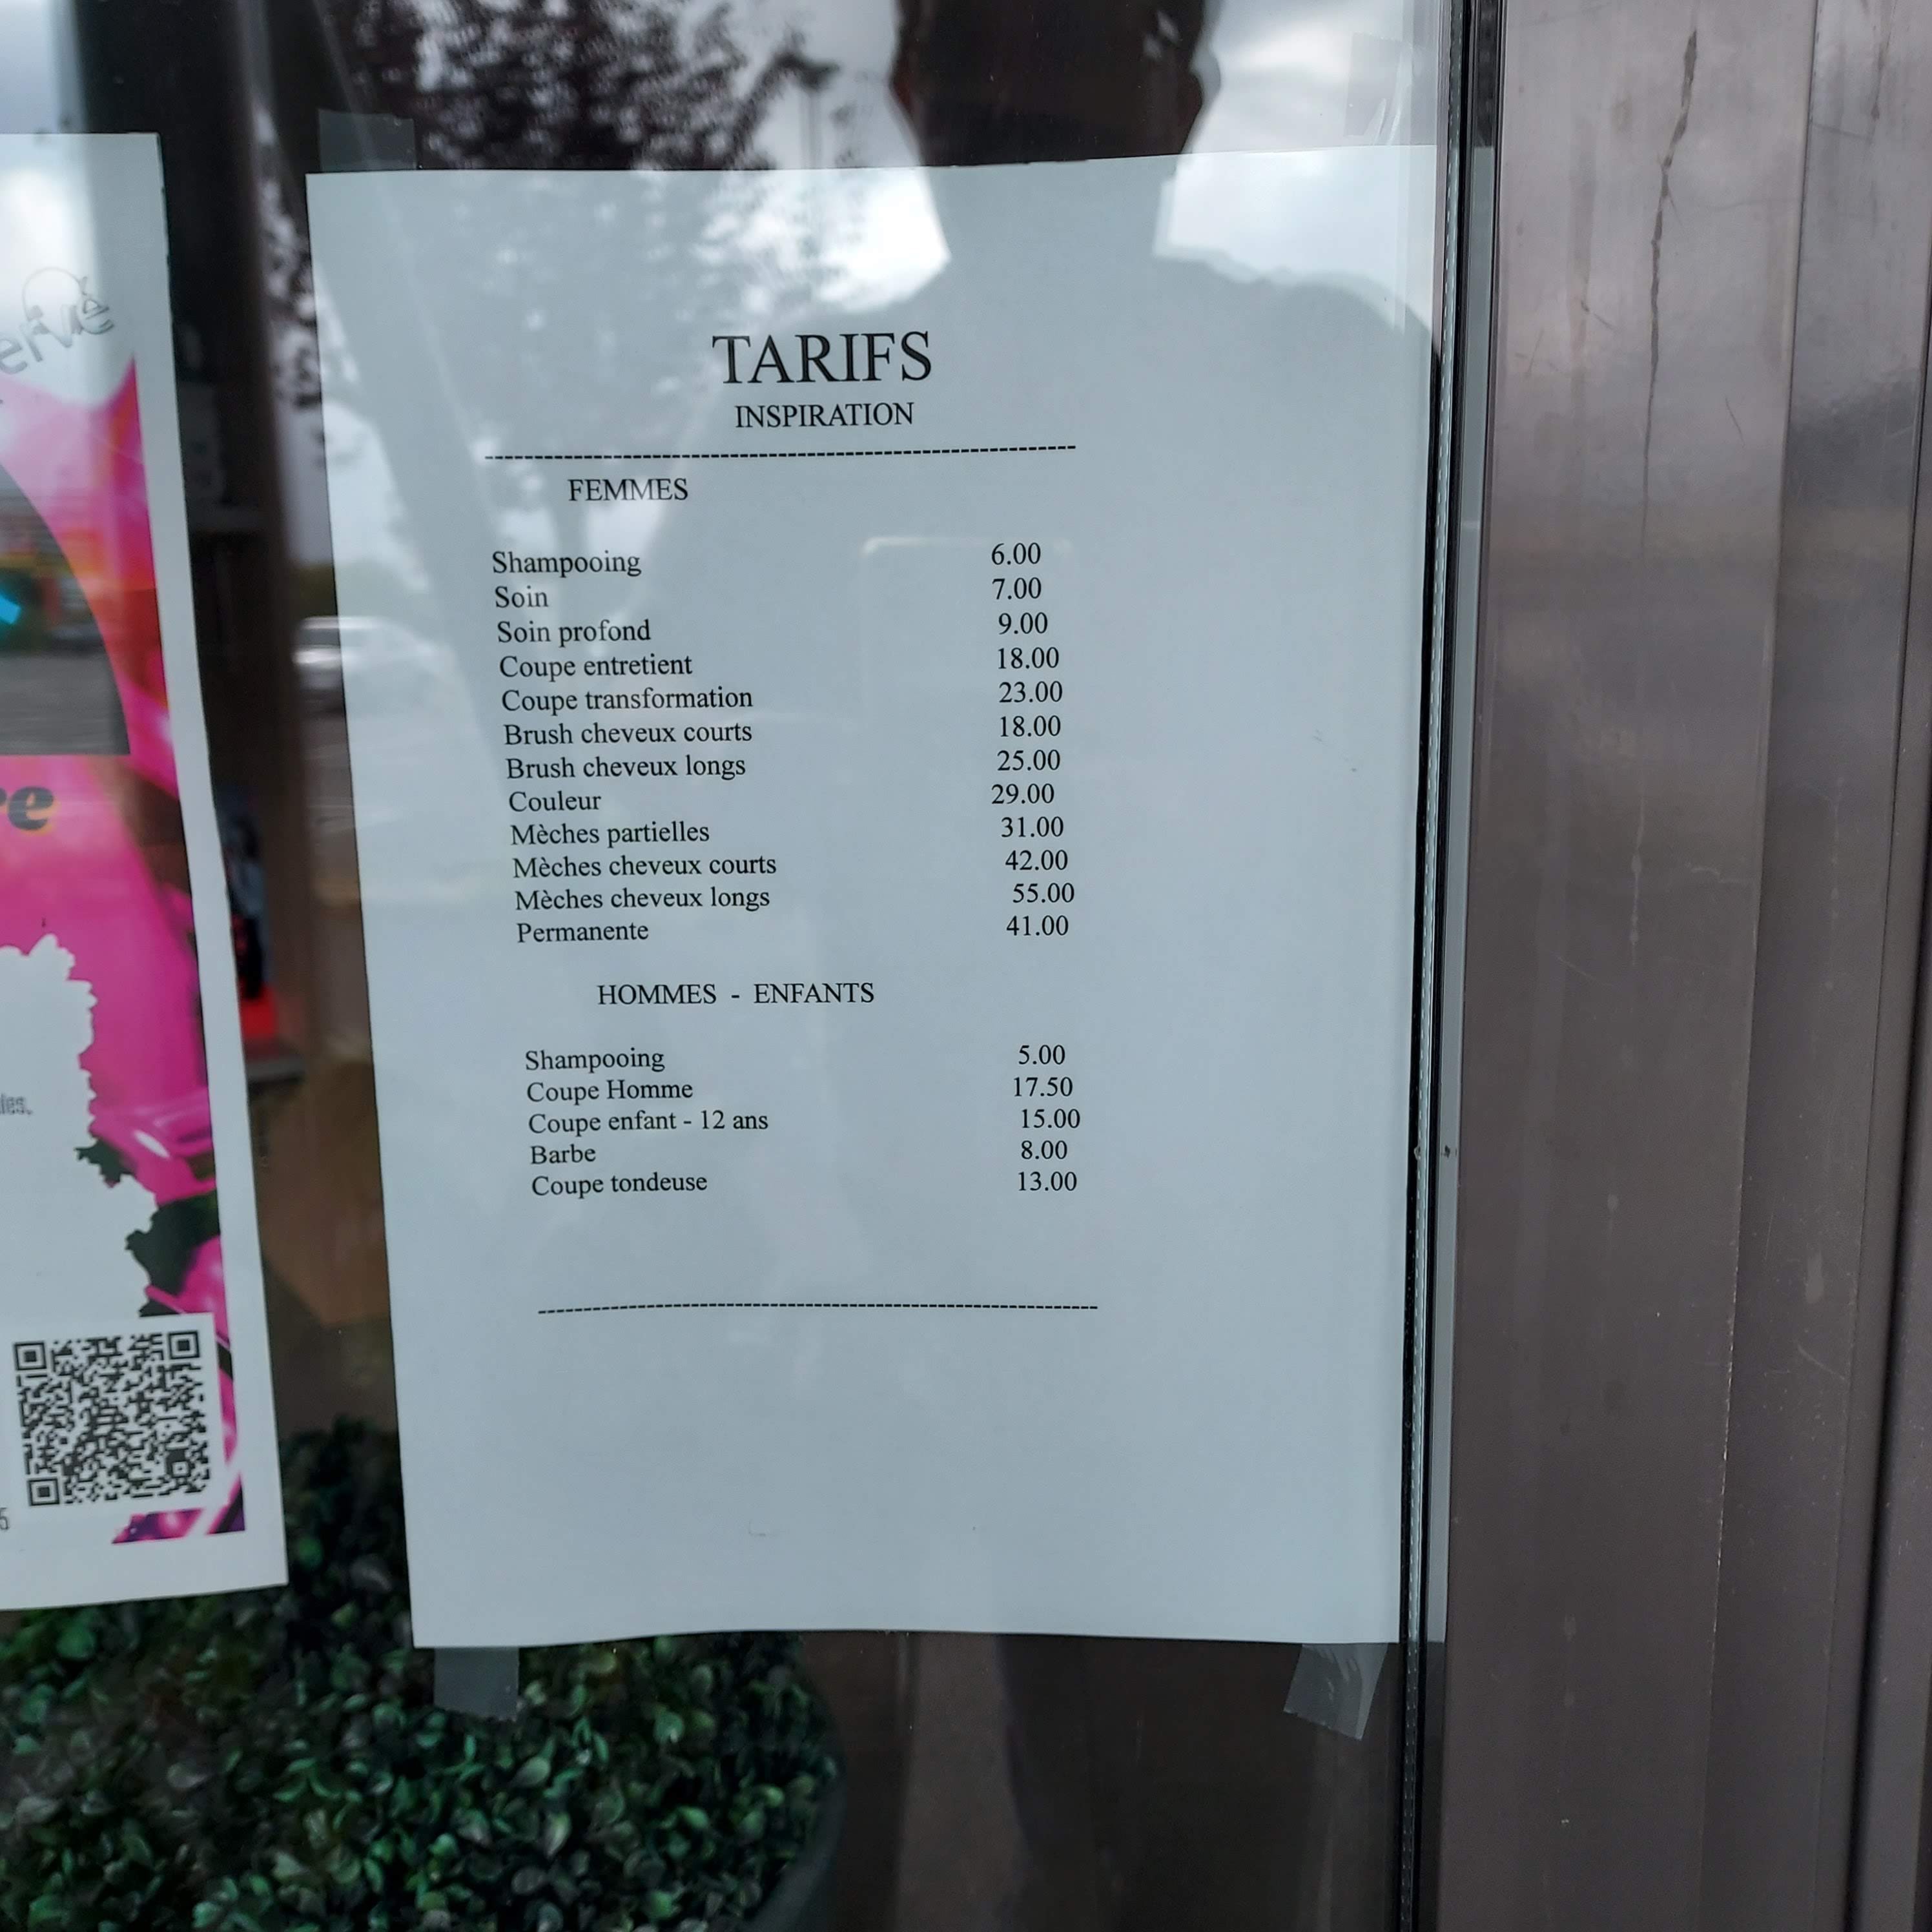 TARIFS
INSPIRATION
------------------------------------------------------------------
FEMMES
Shampooing 6.00
Soin 7.00
Soin profond 9.00
Coupe entretient 18.00
Coupe transformation 23.00
Brush cheveux courts 18.00
Brush cheveux longs 25.00
Couleur 29.00
Mèches partielles 31.00
Mèches cheveux courts 42.00
Mèches cheveux longs 55.00
Permanente 41.00
HOMMES - ENFANTS
Shampooing 5.00
Coupe Homme 17.50
Coupe enfant - 12 ans 15.00
Barbe 8.00
Coupe tondeuse 13.00
------------------------------------------------------------------